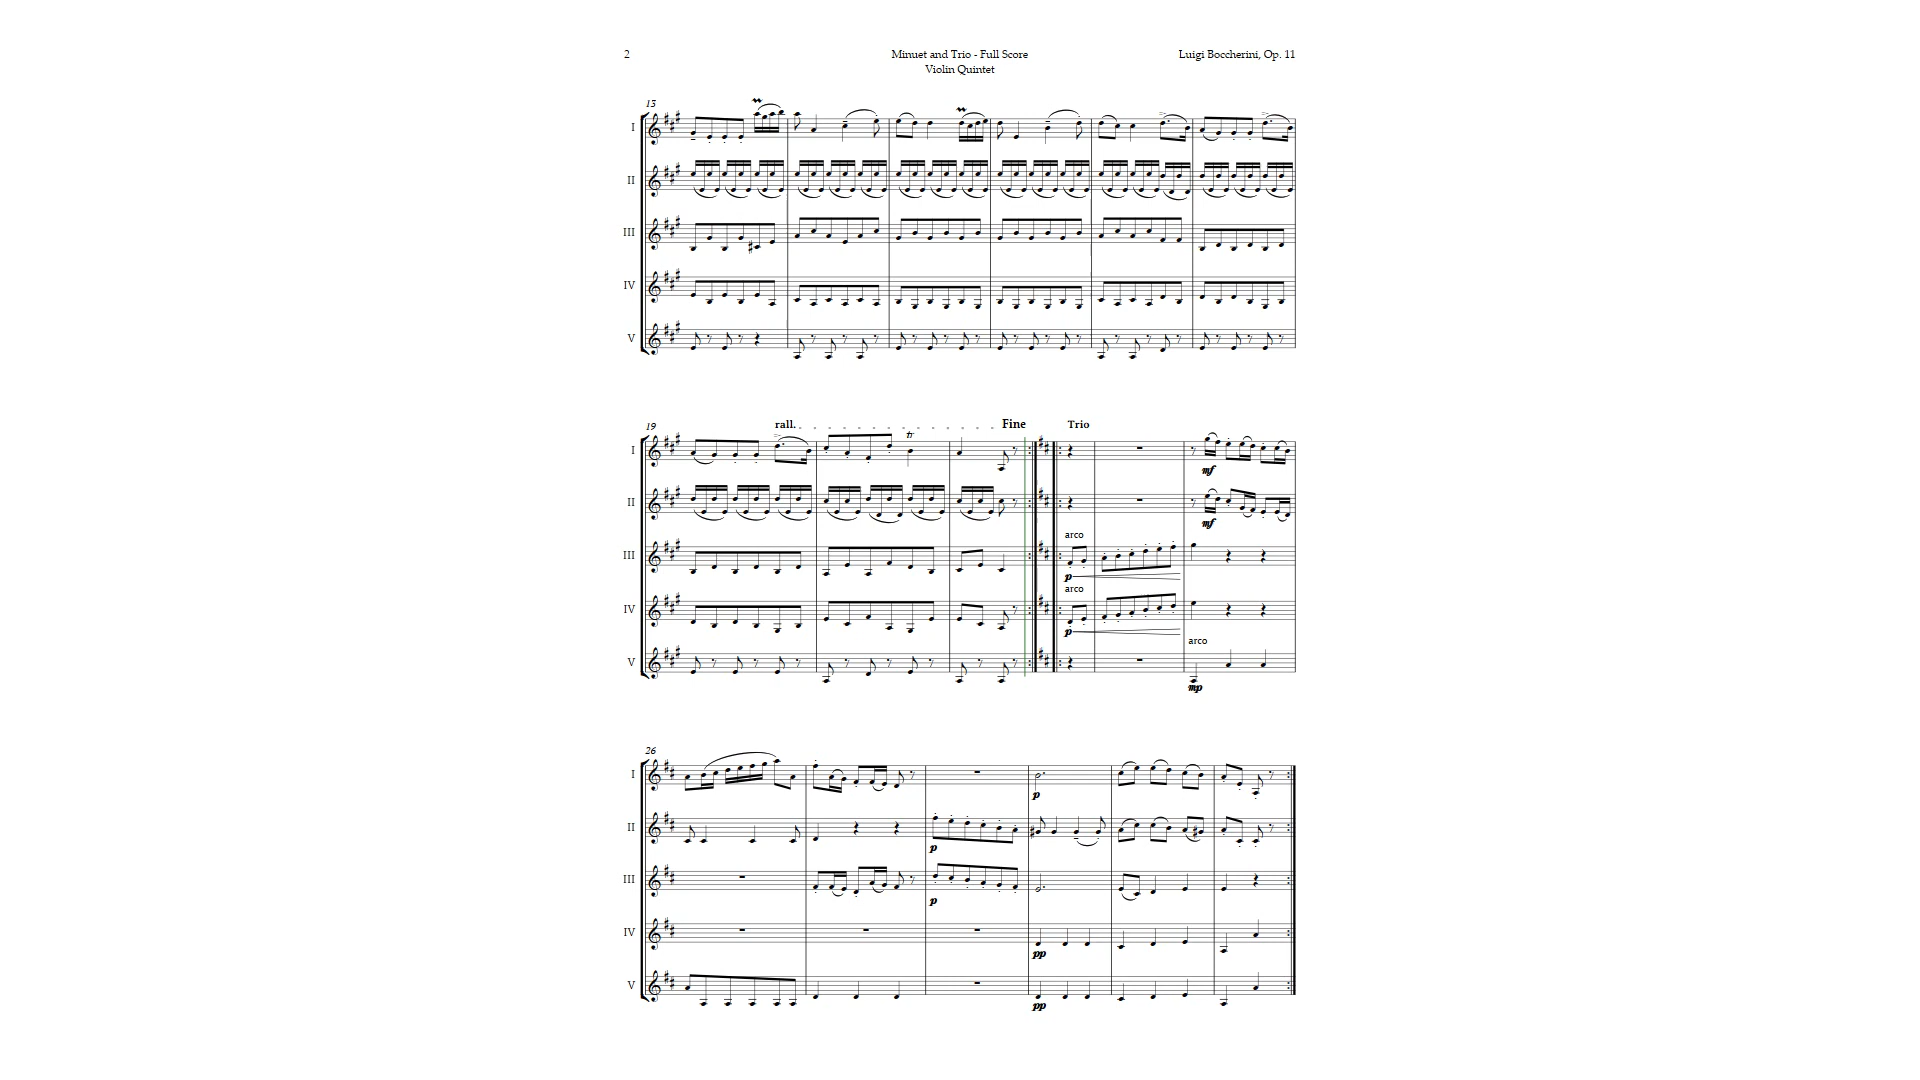 2 Minuet and Trio - Full Score Luigi Boccherini, Op. 11
Violin Quintet
13
I
II
III
IV
V
19 rall. Fine Trio
tr
I
mf
II
mf
arco
III
p
arco
IV
p
arco
V
mp
26
I
p
II
p
III
p
IV
pp
V
pp